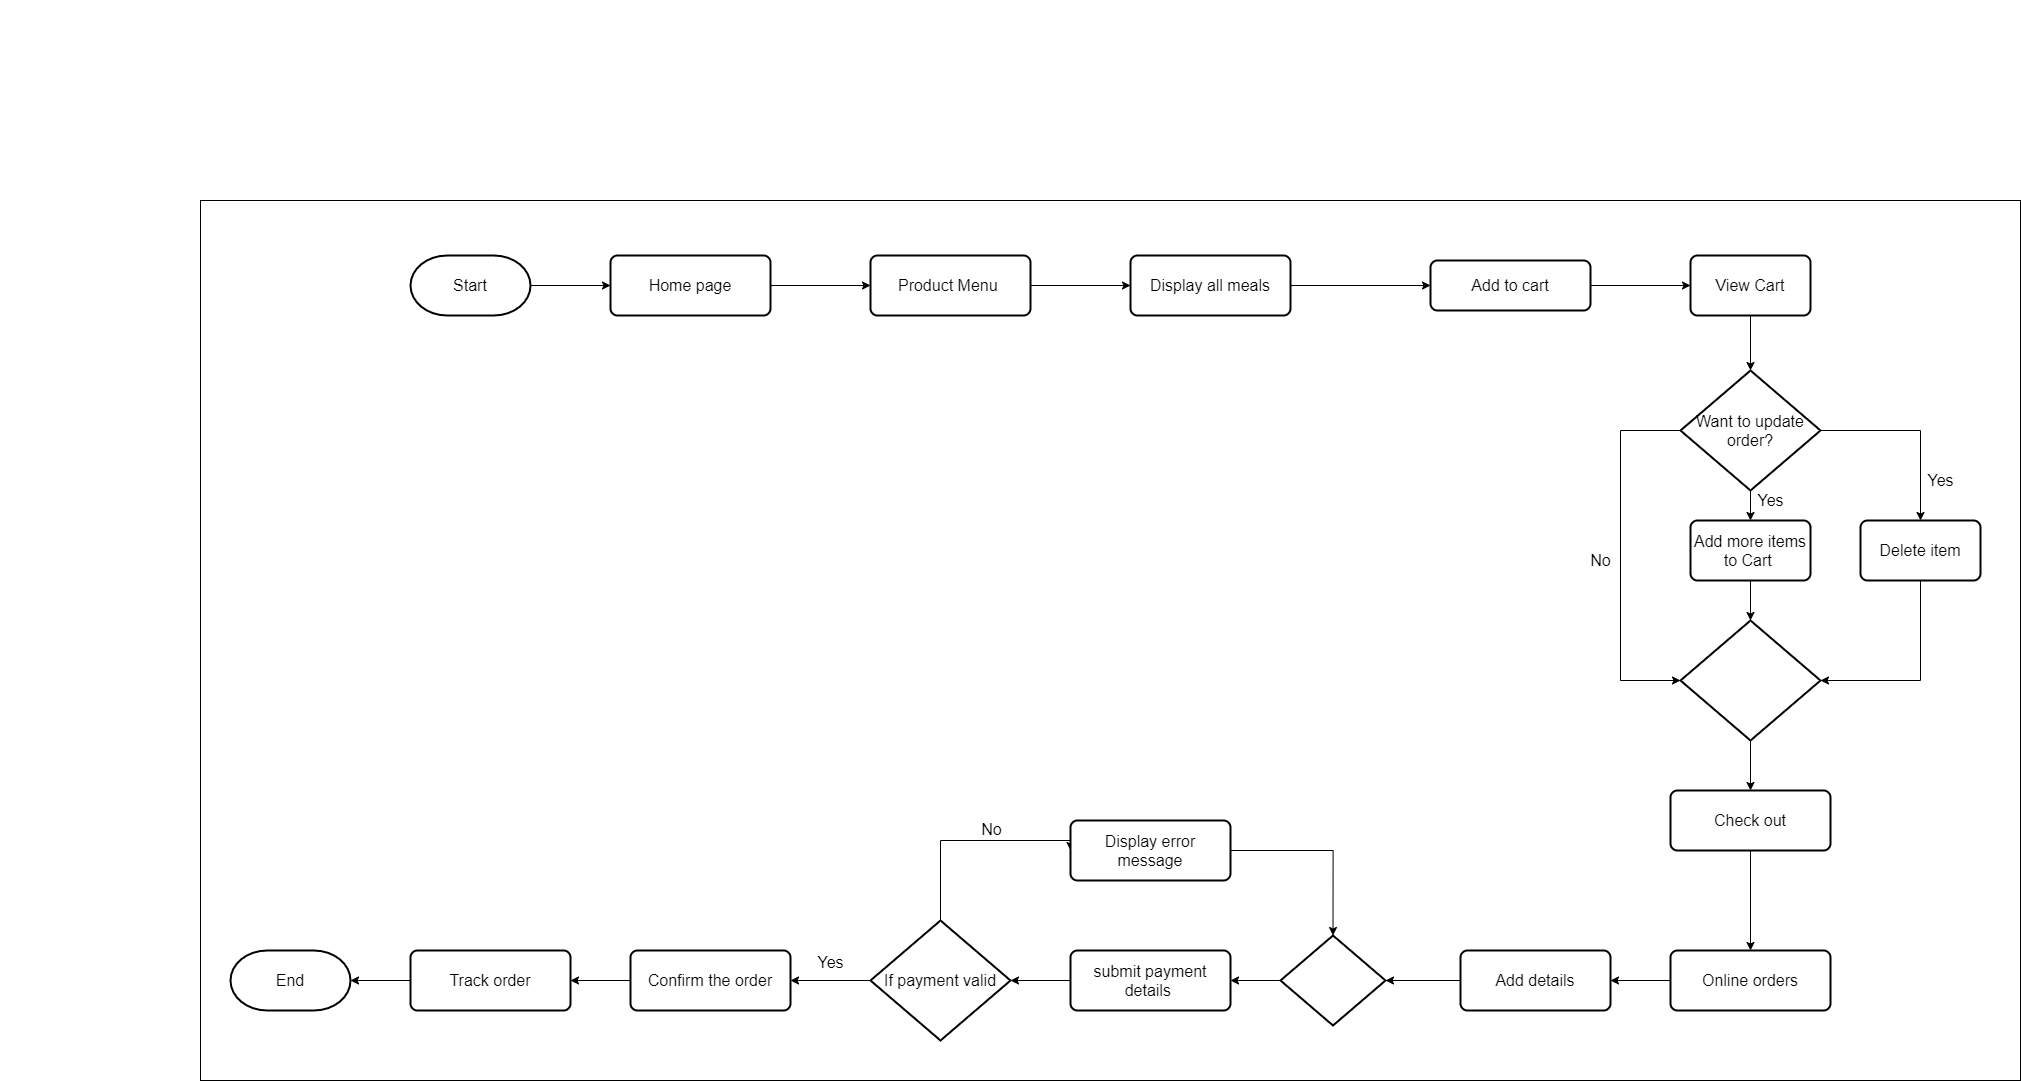 Start
Home page
Product Menu
Display all meals
Add to cart
View Cart
Want to update
order?
Yes
Yes
Add more items
to Cart
Delete item
No
Check out
No
Display error
message
End
Track order
Confirm the order
Yes
If payment valid
submit payment
details
Add details
Online orders